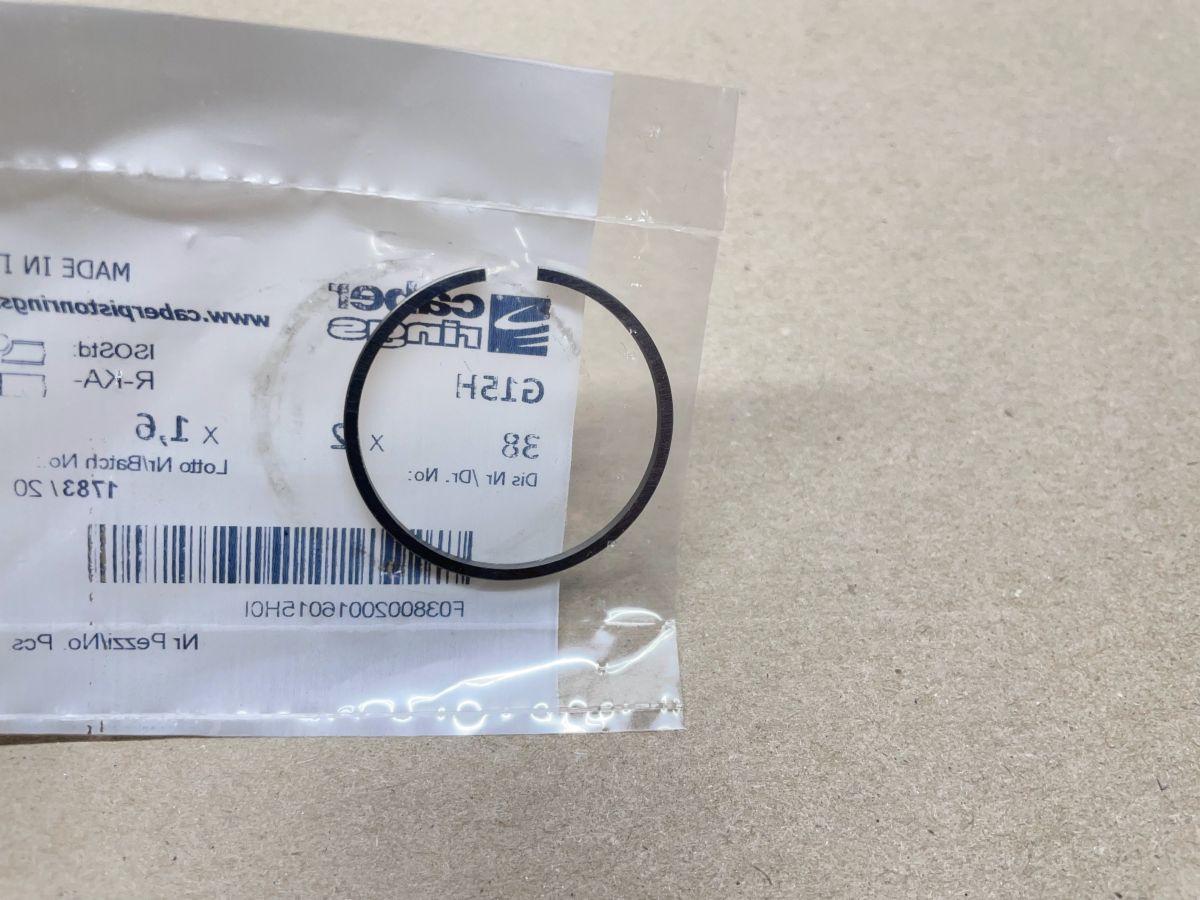 MADE IN I
www.caberpistonrings
caber
rings
ISOStd:
R-KA-
G15H
38 x 2 x 1,6
Dis Nr /Dr. No:
Lotto Nr/Batch No.:
1783/20
F0380020016015HCI
Nr Pezzi/No. Pcs